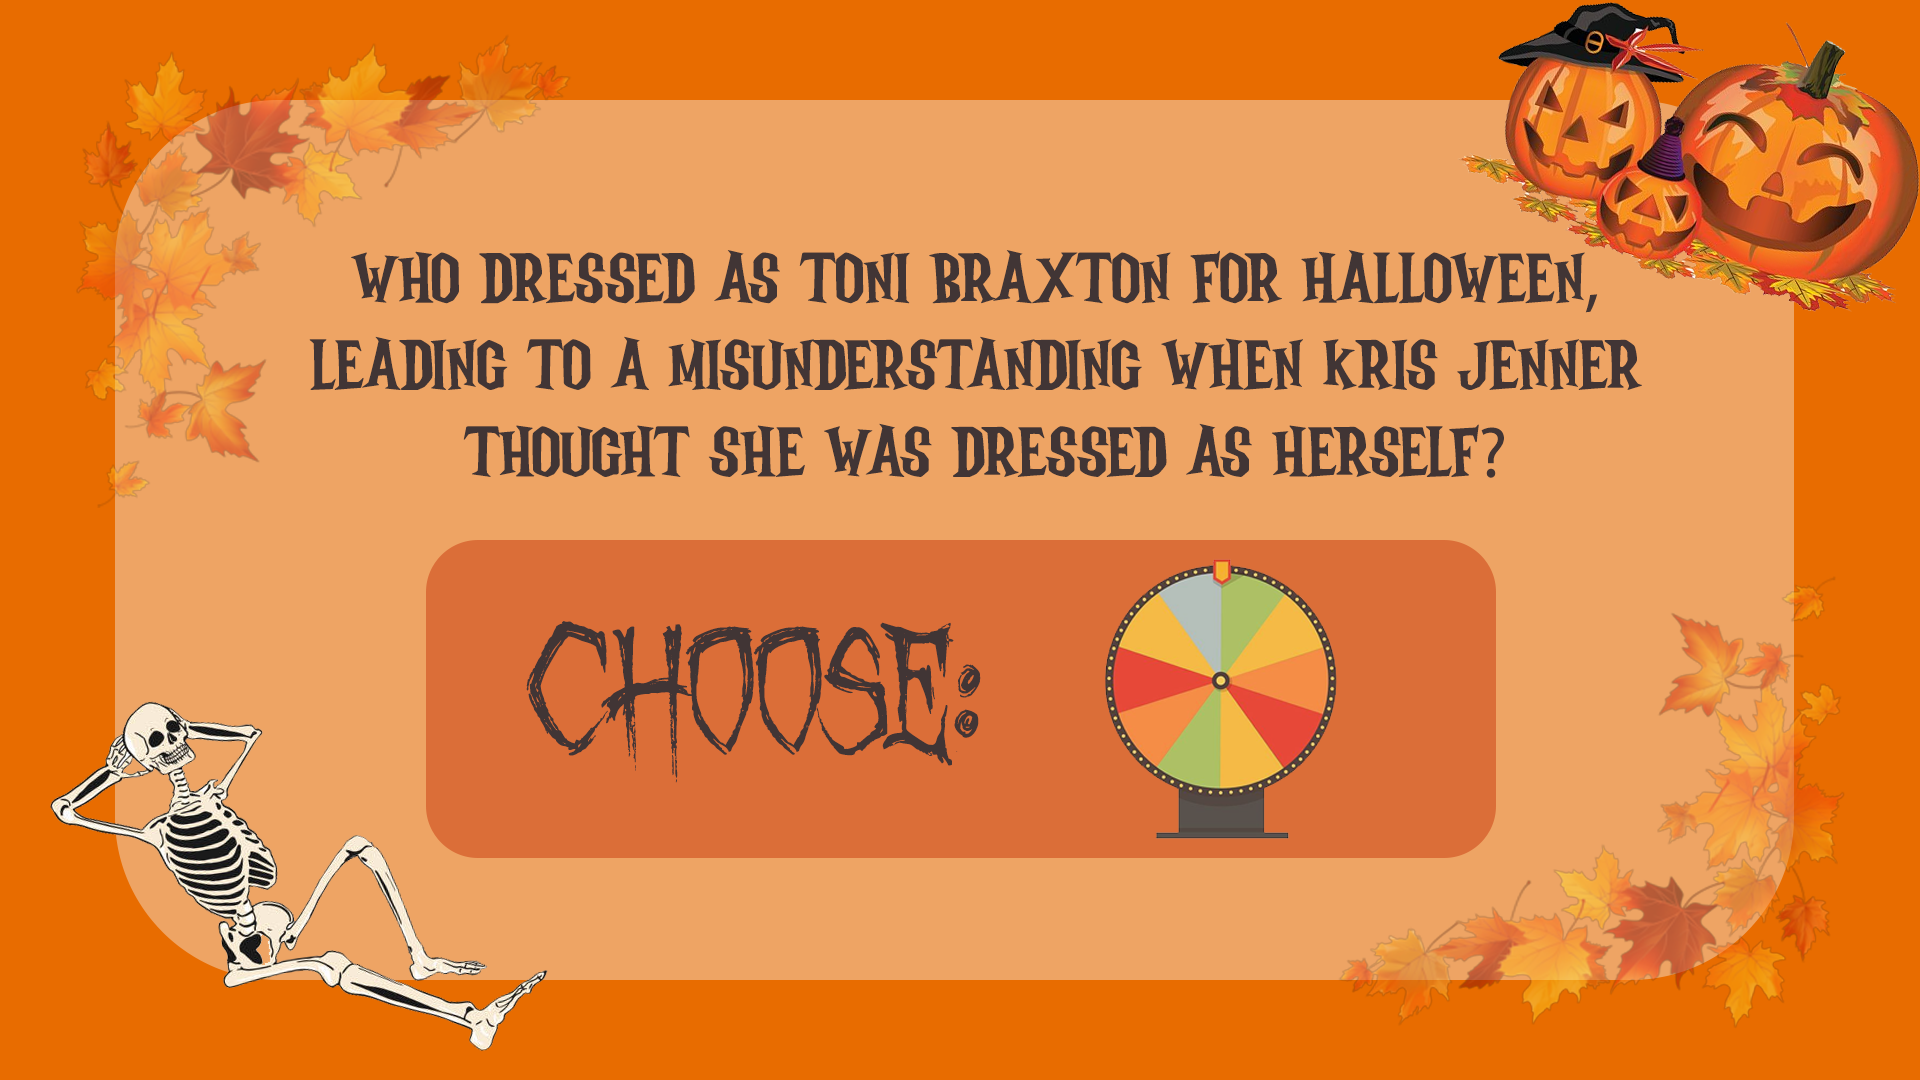 WHO DRESSED AS TONI BRAXTON FOR HALLOWEEN,
LEADING TO A MISUNDERSTANDING WHEN KRIS JENNER
THOUGHT SHE WAS DRESSED AS HERSELF?
CHOOSE: